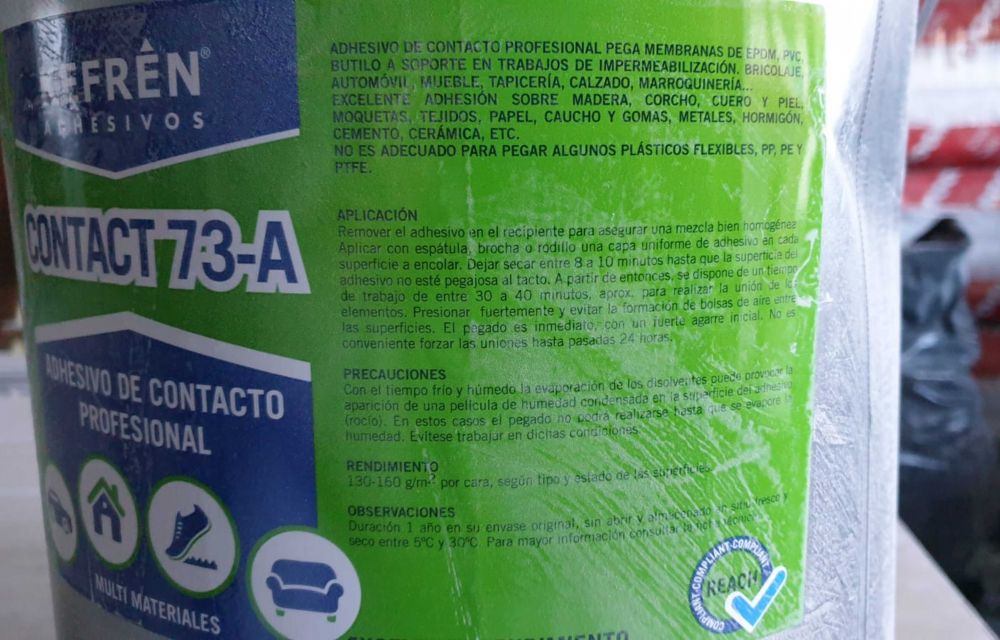 EFRÊN®
ADHESIVOS
CONTACT 73-A
ADHESIVO DE CONTACTO
PROFESIONAL
MULTI MATERIALES
ADHESIVO DE CONTACTO PROFESIONAL PEGA MEMBRANAS DE EPDM, PVC,
BUTILO A SOPORTE EN TRABAJOS DE IMPERMEABILIZACIÓN. BRICOLAJE,
AUTOMÓVIL, MUEBLE, TAPICERÍA, CALZADO, MARROQUINERÍA...
EXCELENTE ADHESIÓN SOBRE MADERA, CORCHO, CUERO Y PIEL,
MOQUETAS, TEJIDOS, PAPEL, CAUCHO Y GOMAS, METALES, HORMIGÓN,
CEMENTO, CERÁMICA, ETC.
NO ES ADECUADO PARA PEGAR ALGUNOS PLÁSTICOS FLEXIBLES, PP, PE Y
PTFE.
APLICACIÓN
Remover el adhesivo en el recipiente para asegurar una mezcla bien homogénea
Aplicar con espátula, brocha o rodillo una capa uniforme de adhesivo en cada
superficie a encolar. Dejar secar entre 8 a 10 minutos hasta que la superficie del
adhesivo no esté pegajosa al tacto. A partir de entonces, se dispone de un tiempo
de trabajo de entre 30 a 40 minutos, aprox. para realizar la unión de los
elementos. Presionar fuertemente y evitar la formación de bolsas de aire entre
las superficies. El pegado es inmediato, con un fuerte agarre inicial. No es
conveniente forzar las uniones hasta pasadas 24 horas.
PRECAUCIONES
Con el tiempo frío y húmedo la evaporación de los disolventes puede provocar la
aparición de una película de humedad condensada en la superficie del adhesivo
(rocío). En estos casos el pegado no podrá realizarse hasta que se evapore la
humedad. Evítese trabajar en dichas condiciones.
RENDIMIENTO
130-160 g/m² por cara, según tipo y estado de las superficies.
OBSERVACIONES
Duración 1 año en su envase original, sin abrir y almacenado en sitio fresco y
seco entre 5ºC y 30ºC. Para mayor información consultar
COMPLIANT-COMPLIANT-COMPLIANT
REACH